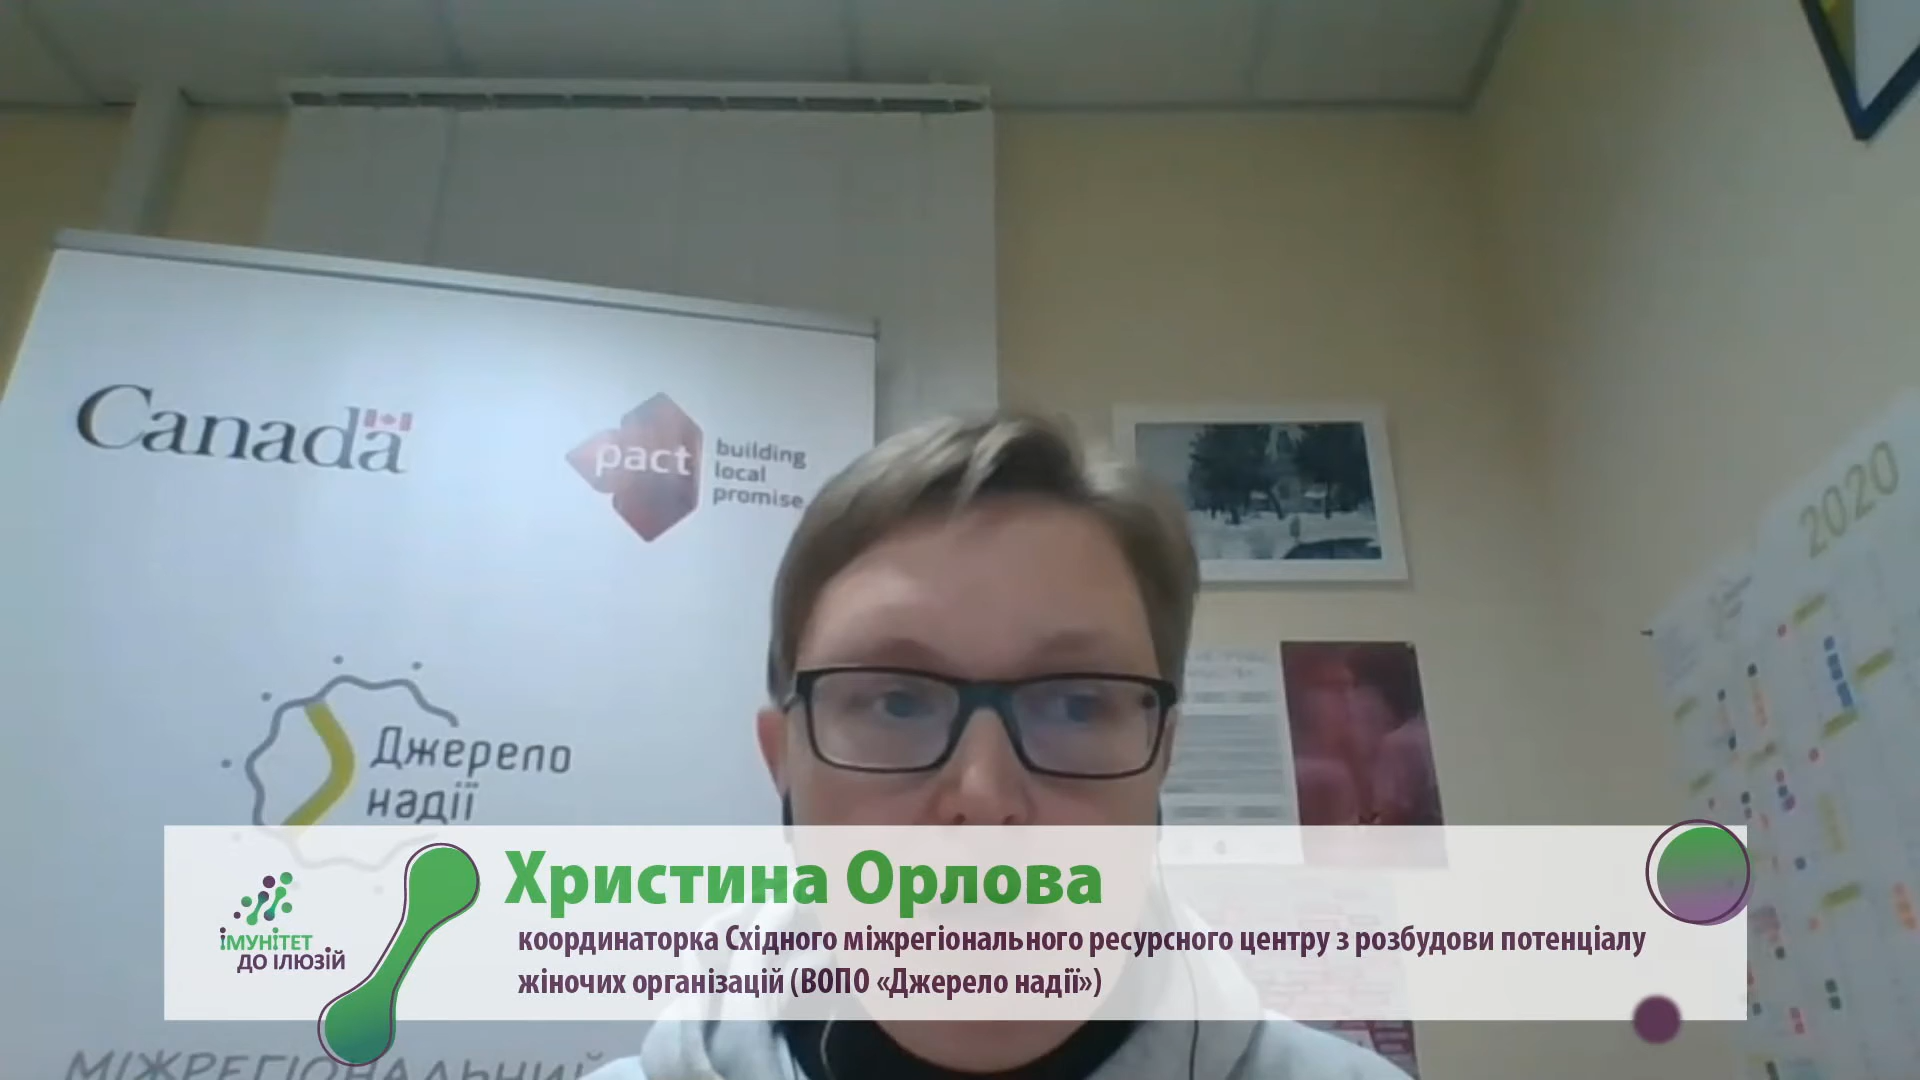 Canada
pact
building
local
promise
2020
Джерело
надії
Христина Орлова
координаторка Східного міжрегіонального ресурсного центру з розбудови потенціалу
жіночих організацій (ВОПО «Джерело надії»)
імунітет
до ілюзій
МІЖРЕГІОНАЛЬНИЙ